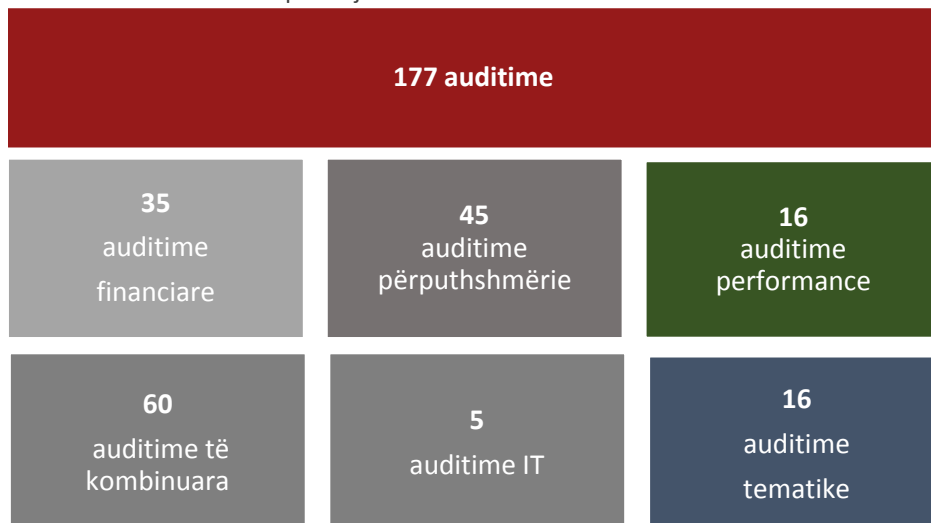 177 auditime
35
auditime
financiare
45
auditime
përputhshmërie
16
auditime
performance
60
auditime të
kombinuara
5
auditime IT
16
auditime
tematike